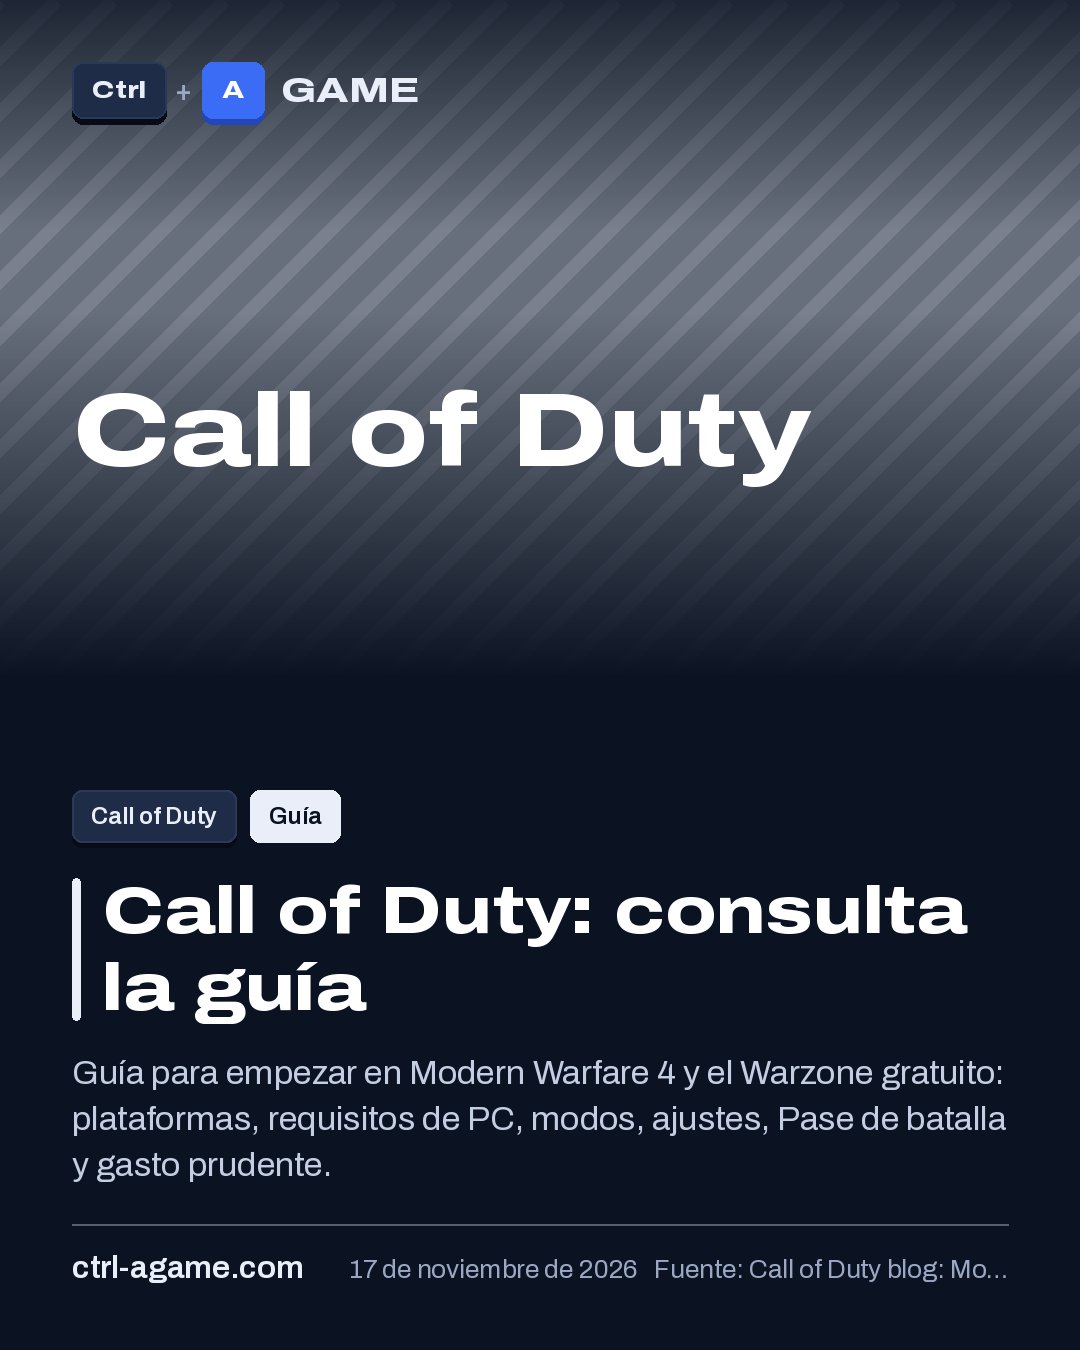 Ctrl + A GAME
Call of Duty
Call of Duty Guía
Call of Duty: consulta
la guía
Guía para empezar en Modern Warfare 4 y el Warzone gratuito:
plataformas, requisitos de PC, modos, ajustes, Pase de batalla
y gasto prudente.
ctrl-agame.com 17 de noviembre de 2026 Fuente: Call of Duty blog: Mo...